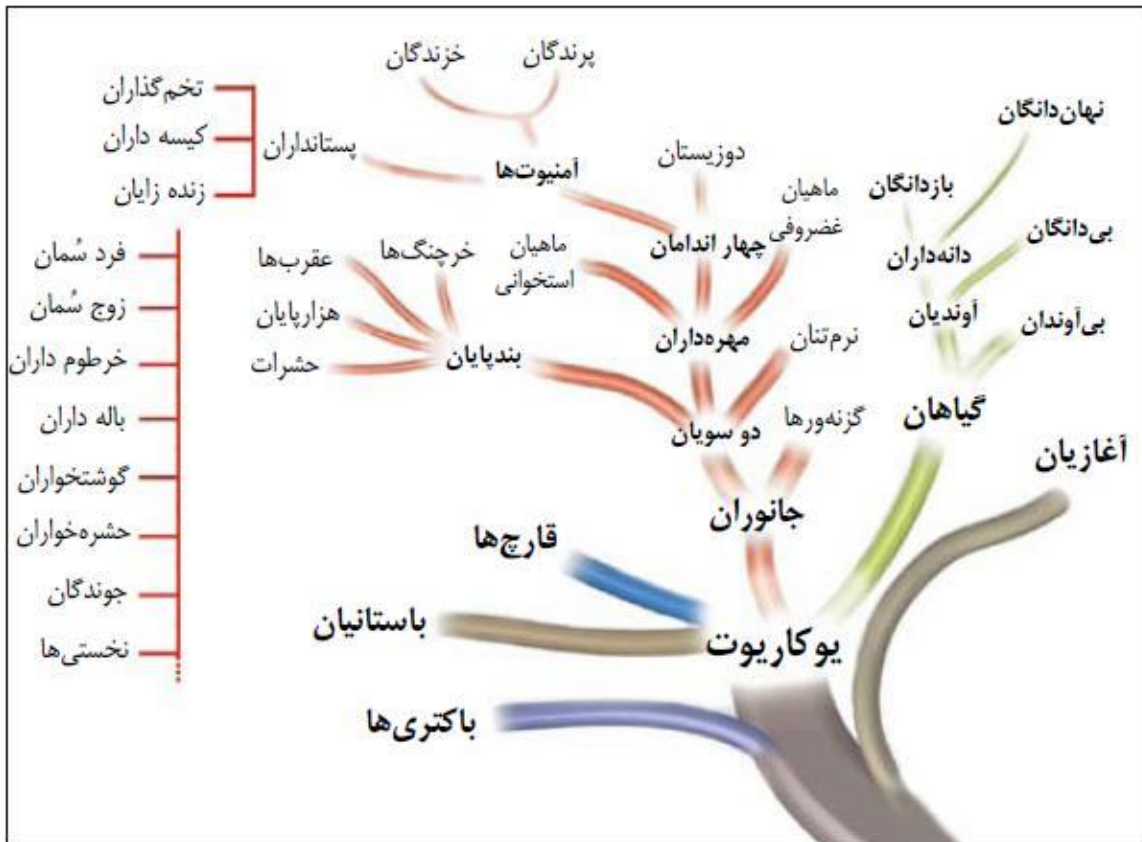 پرندگان
خزندگان
تخم‌گذاران
کیسه داران
زنده زایان
پستانداران
آمنیوت‌ها
دوزیستان
ماهیان
غضروفی
چهار اندامان
ماهیان
استخوانی
مهره‌داران
نرم‌تنان
خرچنگ‌ها
عقرب‌ها
هزارپایان
حشرات
بندپایان
دو سویان
گزنه‌ورها
جانوران
نهان‌دانگان
بازدانگان
دانه‌داران
بی‌دانگان
آوندیان
بی‌آوندان
گیاهان
آغازیان
قارچ‌ها
باستانیان
یوکاریوت
باکتری‌ها
فرد سُمان
زوج سُمان
خرطوم داران
باله داران
گوشتخواران
حشره‌خواران
جوندگان
نخستی‌ها